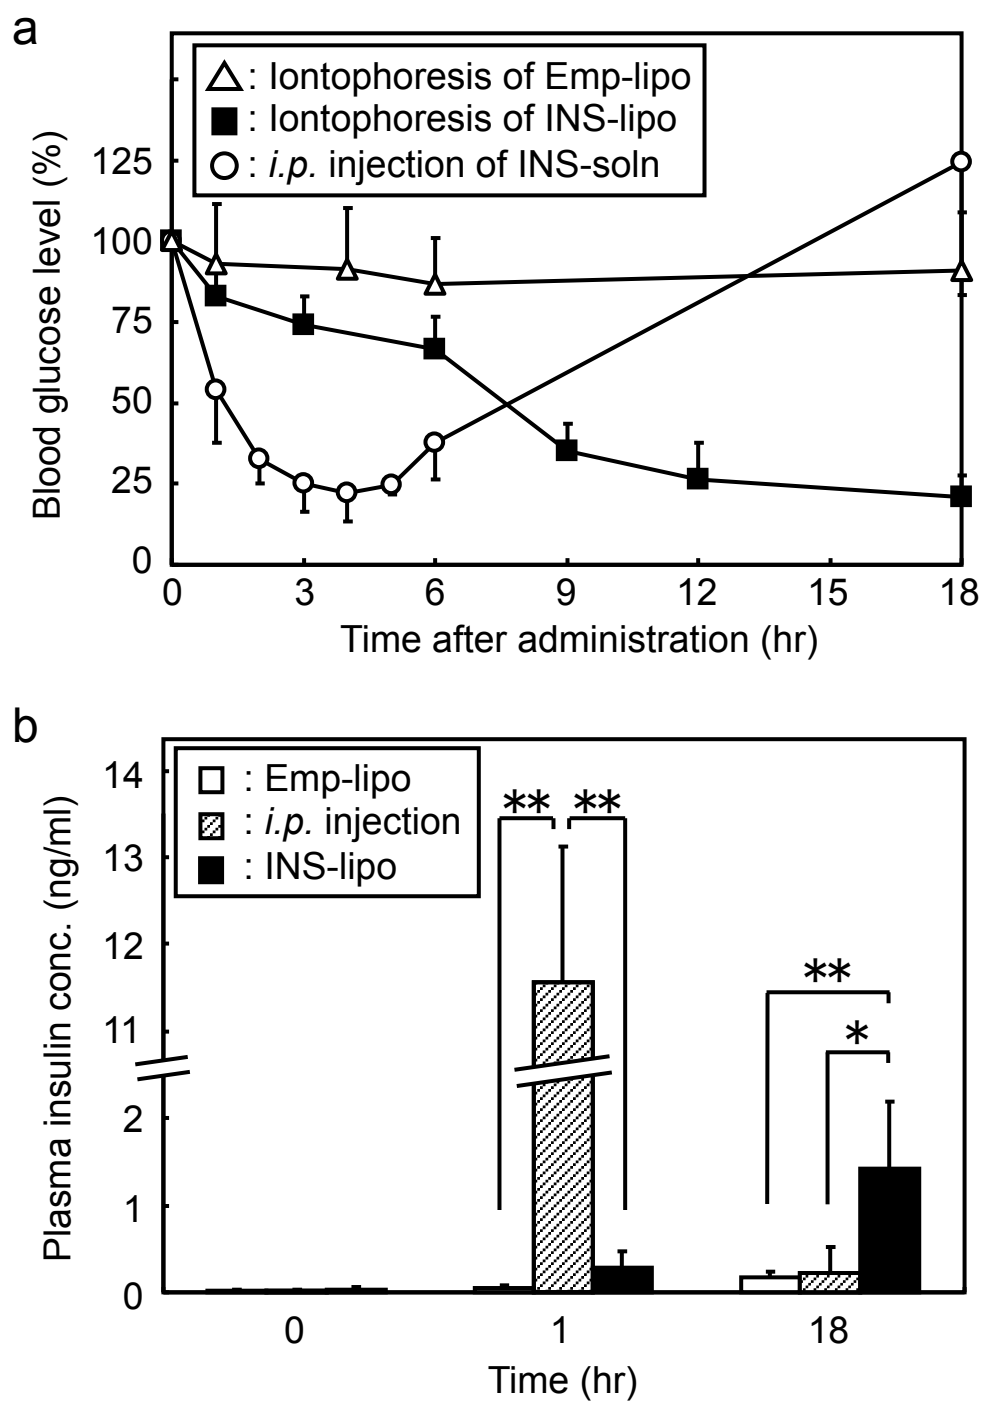 a
△ : Iontophoresis of Emp-lipo
■ : Iontophoresis of INS-lipo
○ : i.p. injection of INS-soln
Blood glucose level (%)
125
100
75
50
25
0
0 3 6 9 12 15 18
Time after administration (hr)
b
: Emp-lipo
: i.p. injection
: INS-lipo
Plasma insulin conc. (ng/ml)
14
13
12
11
2
1
0
** **
**
*
0 1 18
Time (hr)